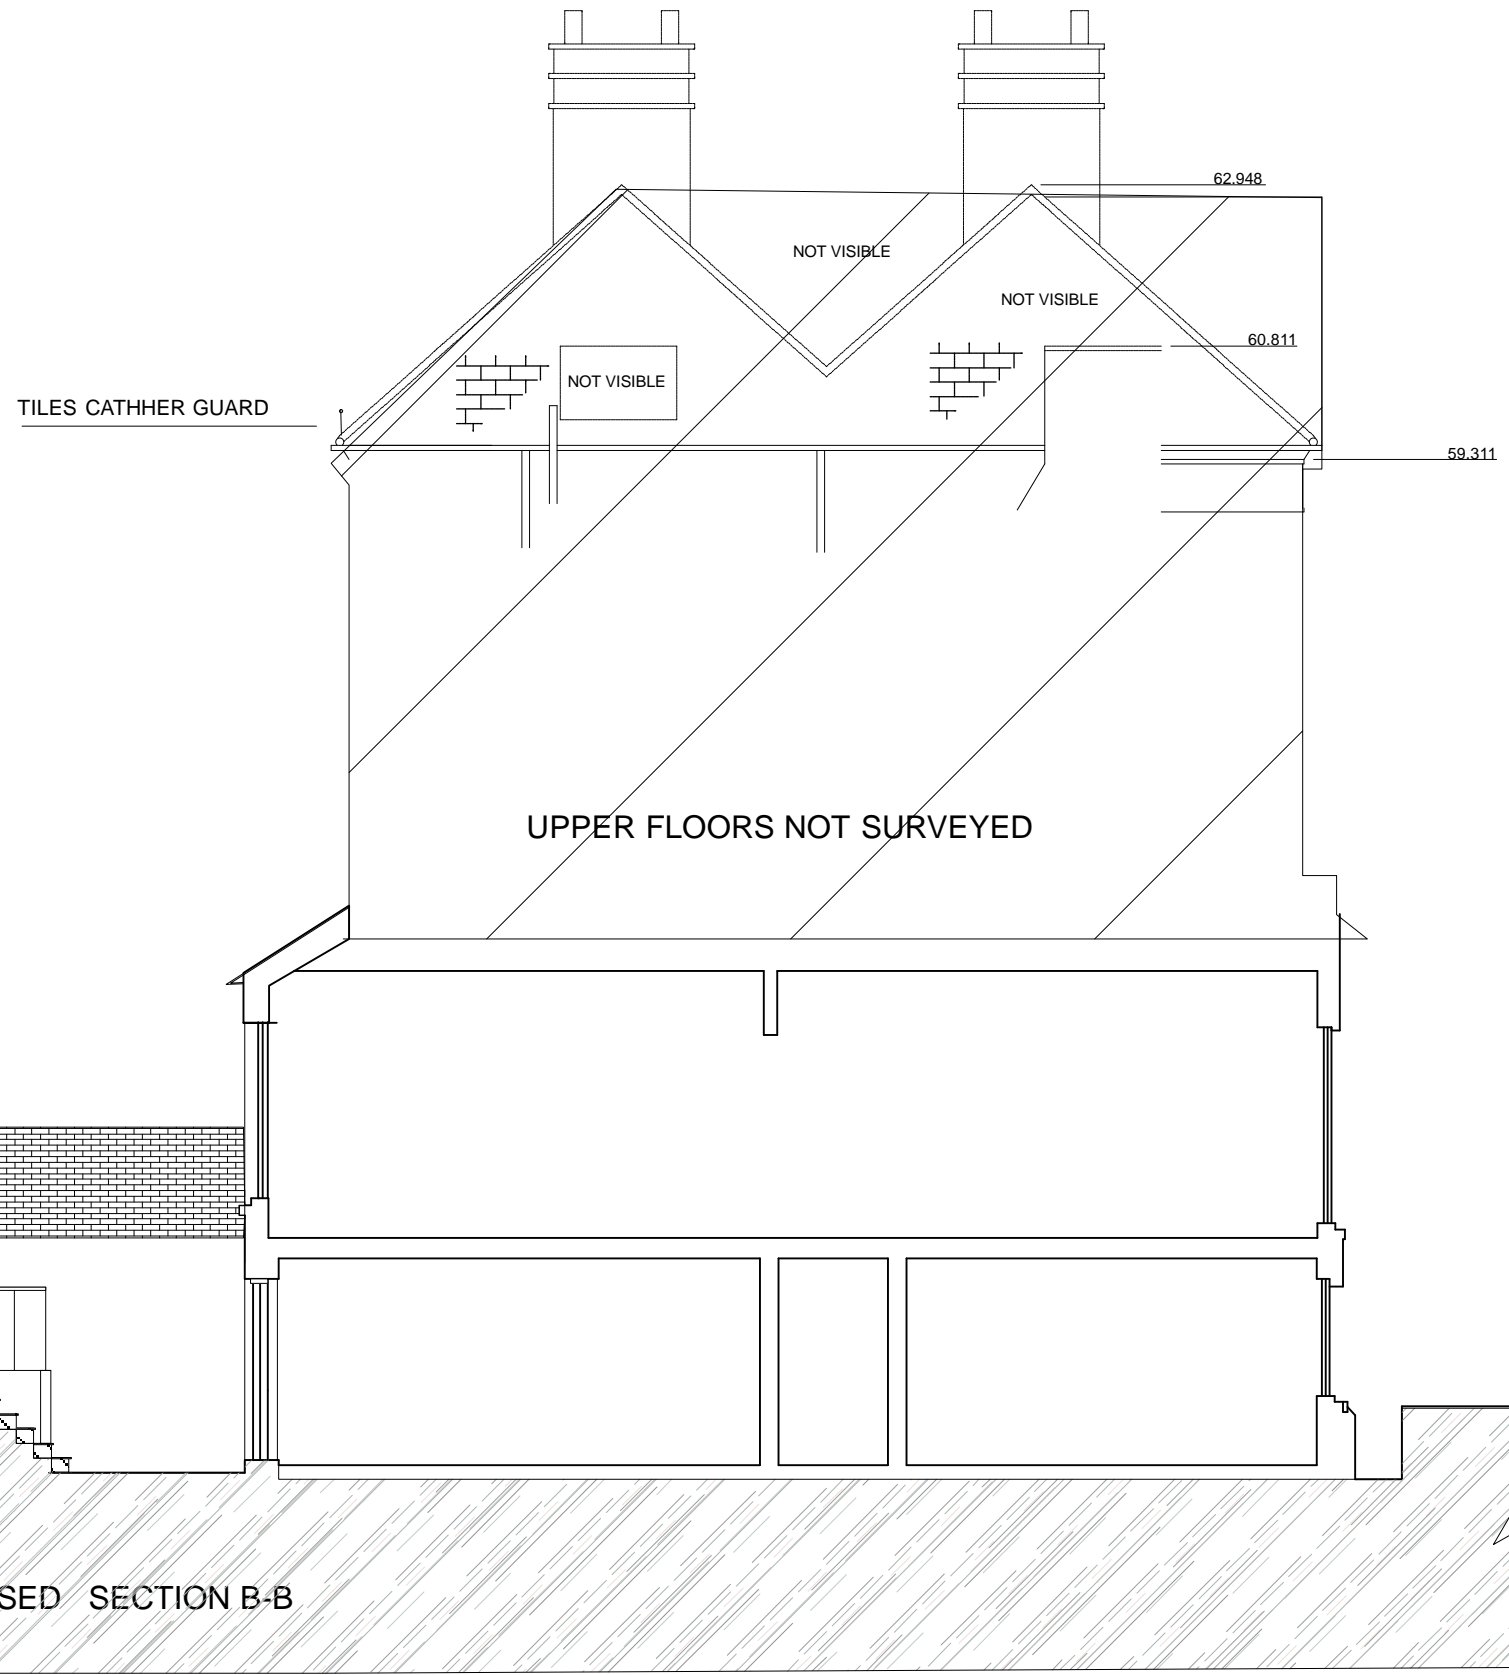 62.948
NOT VISIBLE
NOT VISIBLE
60.811
NOT VISIBLE
TILES CATHHER GUARD
59.311
UPPER FLOORS NOT SURVEYED
SED SECTION B-B